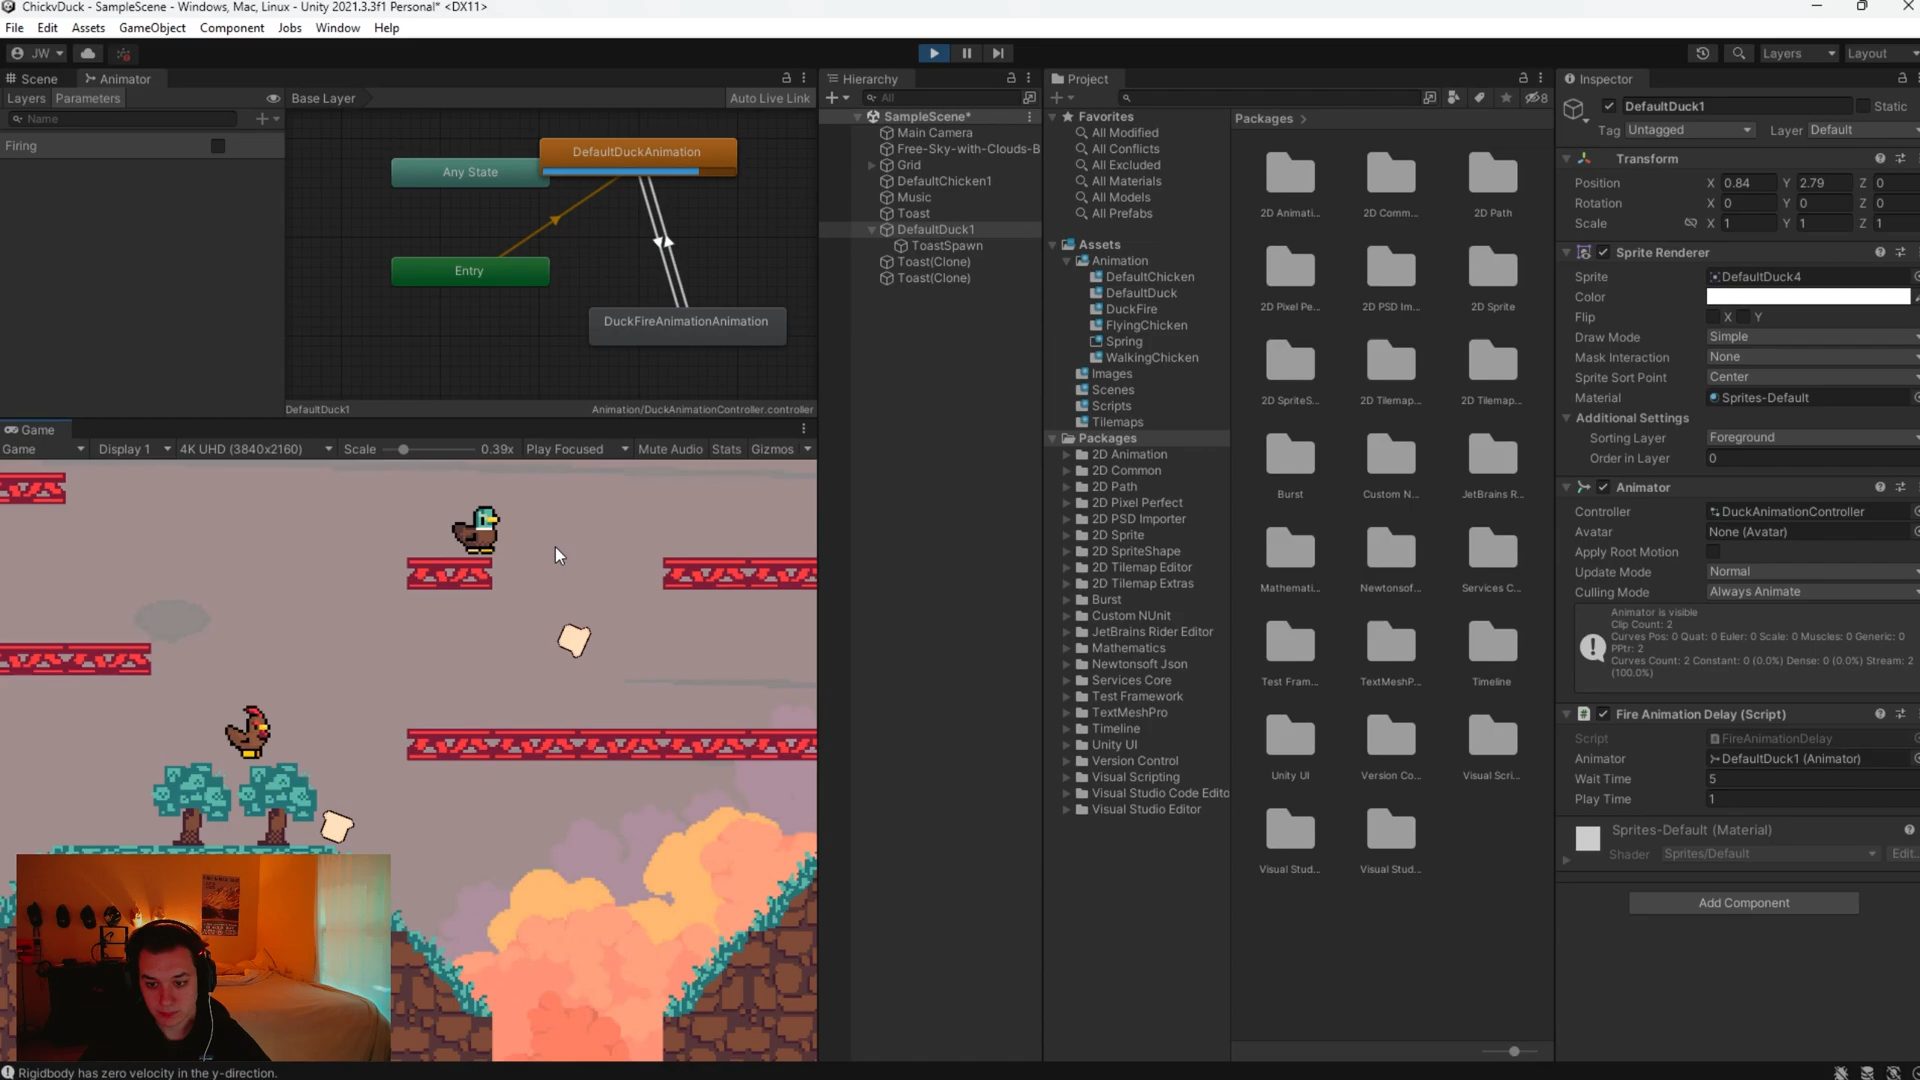 ChickvDuck - SampleScene - Windows, Mac, Linux - Unity 2021.3.3f1 Personal* <DX11>
File Edit Assets GameObject Component Jobs Window Help
JW
Layers
Layout
Scene
Animator
Layers Parameters
Base Layer
Auto Live Link
Name
Firing
Any State
DefaultDuckAnimation
Entry
DuckFireAnimationAnimation
DefaultDuck1
Animation/DuckAnimationController.controller
Game
Game Display 1 4K UHD (3840x2160) Scale 0.39x Play Focused Mute Audio Stats Gizmos
Rigidbody has zero velocity in the y-direction.
Hierarchy
All
SampleScene*
Main Camera
Free-Sky-with-Clouds-B
Grid
DefaultChicken1
Music
Toast
DefaultDuck1
ToastSpawn
Toast(Clone)
Toast(Clone)
Project
8
Favorites
All Modified
All Conflicts
All Excluded
All Materials
All Models
All Prefabs
Assets
Animation
DefaultChicken
DefaultDuck
DuckFire
FlyingChicken
Spring
WalkingChicken
Images
Scenes
Scripts
Tilemaps
Packages
2D Animation
2D Common
2D Path
2D Pixel Perfect
2D PSD Importer
2D Sprite
2D SpriteShape
2D Tilemap Editor
2D Tilemap Extras
Burst
Custom NUnit
JetBrains Rider Editor
Mathematics
Newtonsoft Json
Services Core
Test Framework
TextMeshPro
Timeline
Unity UI
Version Control
Visual Scripting
Visual Studio Code Edito
Visual Studio Editor
Packages
2D Animati... 2D Comm... 2D Path
2D Pixel Pe... 2D PSD Im... 2D Sprite
2D SpriteS... 2D Tilemap... 2D Tilemap...
Burst Custom N... JetBrains R...
Mathemati... Newtonsof... Services C...
Test Fram... TextMeshP... Timeline
Unity UI Version Co... Visual Scri...
Visual Stud... Visual Stud...
Inspector
DefaultDuck1 Static
Tag Untagged Layer Default
Transform
Position X 0.84 Y 2.79 Z 0
Rotation X 0 Y 0 Z 0
Scale X 1 Y 1 Z 1
Sprite Renderer
Sprite DefaultDuck4
Color
Flip X Y
Draw Mode Simple
Mask Interaction None
Sprite Sort Point Center
Material Sprites-Default
Additional Settings
Sorting Layer Foreground
Order in Layer 0
Animator
Controller DuckAnimationController
Avatar None (Avatar)
Apply Root Motion
Update Mode Normal
Culling Mode Always Animate
Animator is visible
Clip Count: 2
Curves Pos: 0 Quat: 0 Euler: 0 Scale: 0 Muscles: 0 Generic: 0
PPtr: 2
Curves Count: 2 Constant: 0 (0.0%) Dense: 0 (0.0%) Stream: 2
(100.0%)
Fire Animation Delay (Script)
Script FireAnimationDelay
Animator DefaultDuck1 (Animator)
Wait Time 5
Play Time 1
Sprites-Default (Material)
Shader Sprites/Default Edit...
Add Component